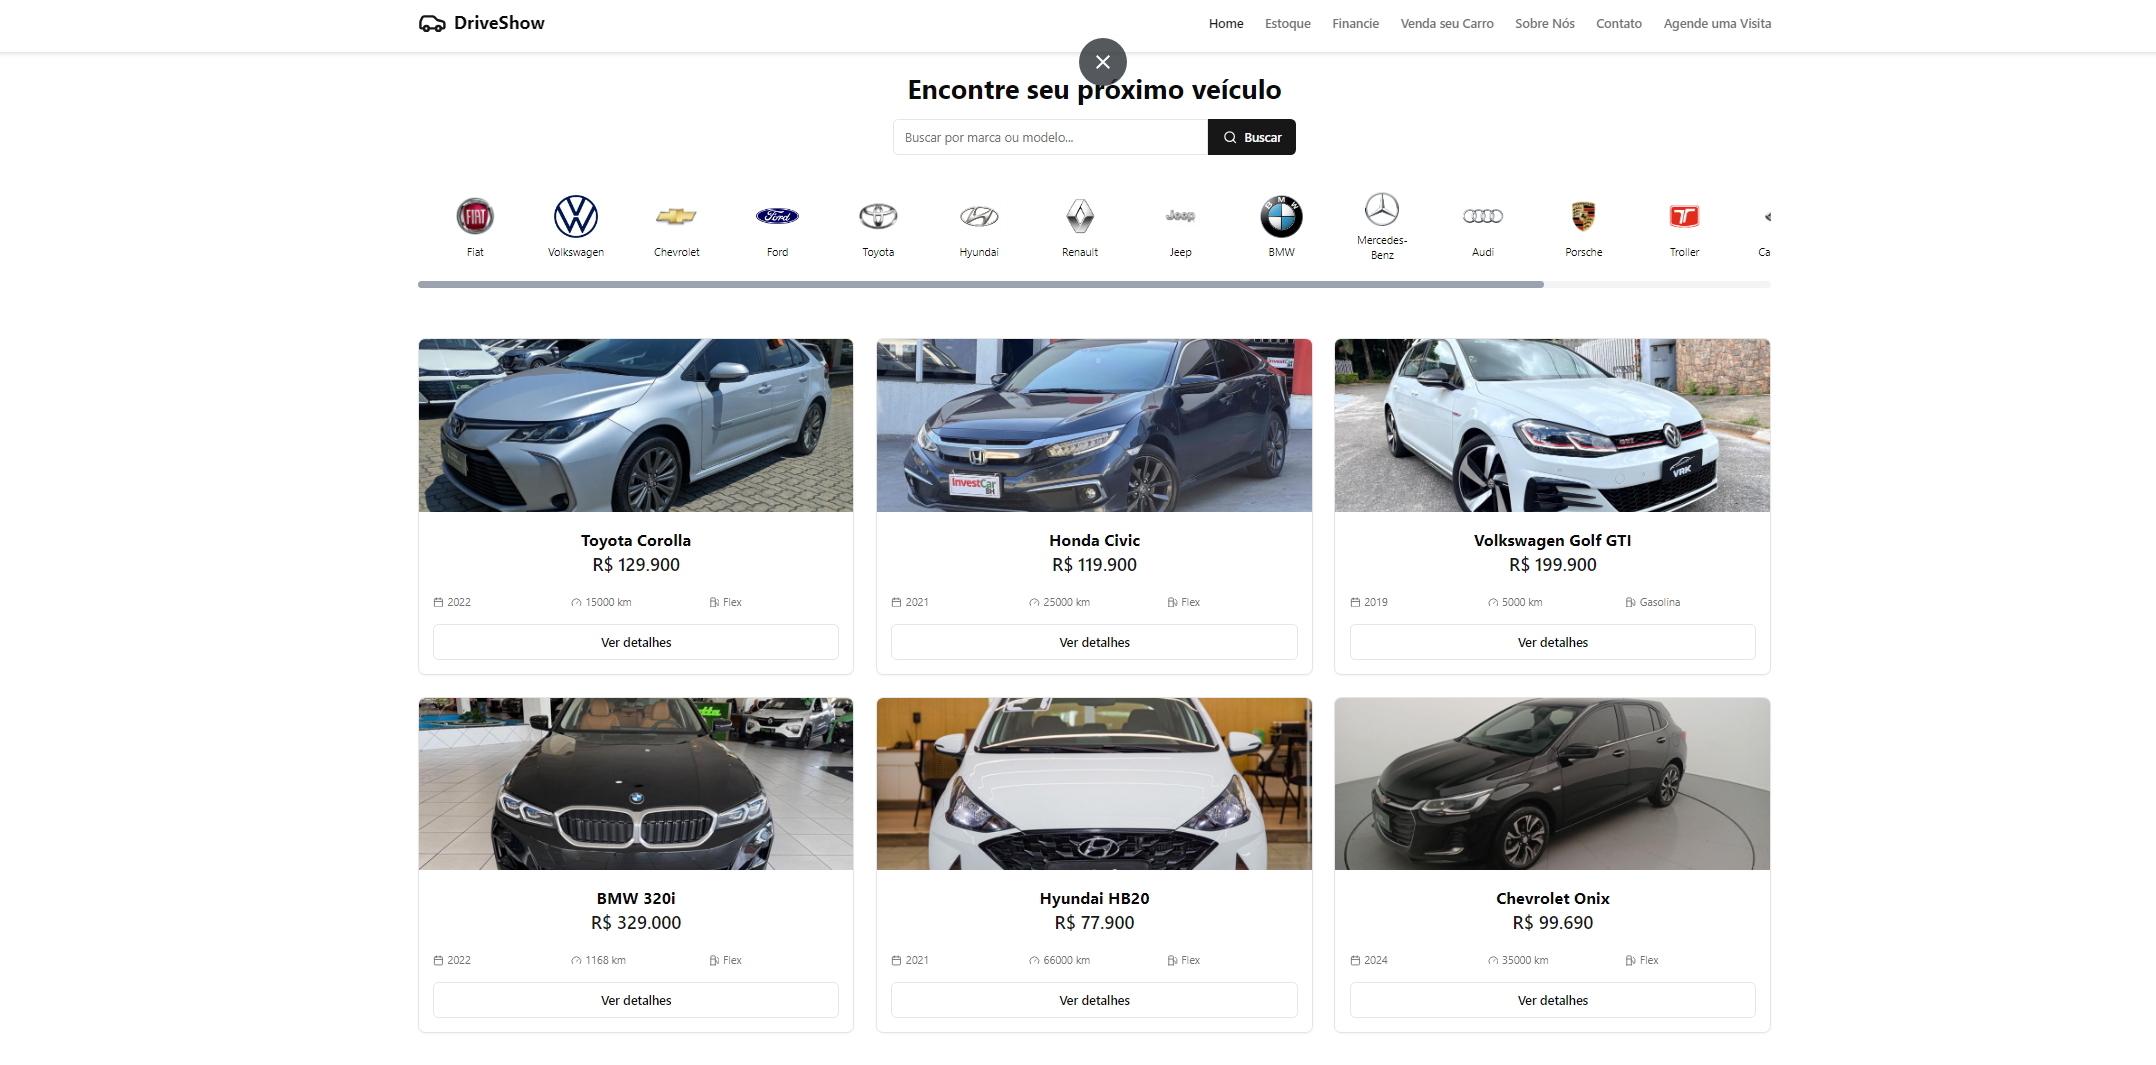 DriveShow
Home Estoque Financie Venda seu Carro Sobre Nós Contato Agende uma Visita
Encontre seu próximo veículo
Buscar por marca ou modelo...
Buscar
FIAT
Ford
Jeep
BMW
Fiat Volkswagen Chevrolet Ford Toyota Hyundai Renault Jeep BMW Mercedes-
Benz Audi Porsche Troller Ca
InvestCar
BH
GTI
VRK
Toyota Corolla
R$ 129.900
2022 15000 km Flex
Ver detalhes
Honda Civic
R$ 119.900
2021 25000 km Flex
Ver detalhes
Volkswagen Golf GTI
R$ 199.900
2019 5000 km Gasolina
Ver detalhes
BMW 320i
R$ 329.000
2022 1168 km Flex
Ver detalhes
Hyundai HB20
R$ 77.900
2021 66000 km Flex
Ver detalhes
Chevrolet Onix
R$ 99.690
2024 35000 km Flex
Ver detalhes